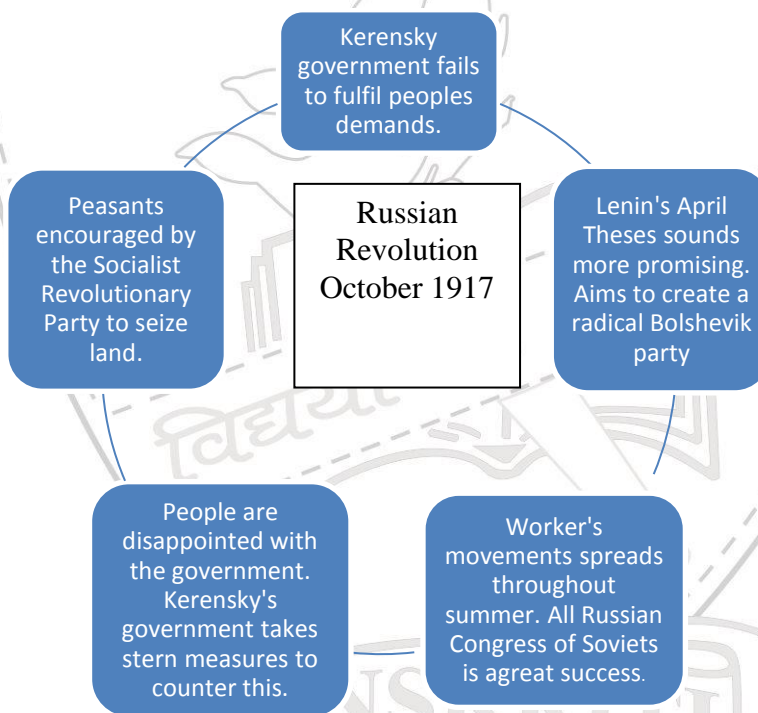 Kerensky
government fails
to fulfil peoples
demands.
Lenin's April
Theses sounds
more promising.
Aims to create a
radical Bolshevik
party
Worker's
movements spreads
throughout
summer. All Russian
Congress of Soviets
is agreat success.
People are
disappointed with
the government.
Kerensky's
government takes
stern measures to
counter this.
Peasants
encouraged by
the Socialist
Revolutionary
Party to seize
land.
Russian
Revolution
October 1917
विद्यया